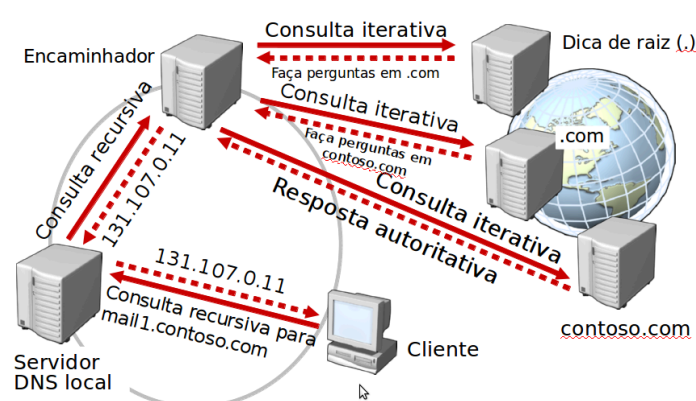 Consulta iterativa
Encaminhador
Dica de raiz (.)
Faça perguntas em .com
Consulta iterativa
Faça perguntas em
contoso.com
.com
Consulta recursiva
131.107.0.11
Consulta iterativa
Resposta autoritativa
131.107.0.11
Consulta recursiva para
mail1.contoso.com
contoso.com
Cliente
Servidor
DNS local